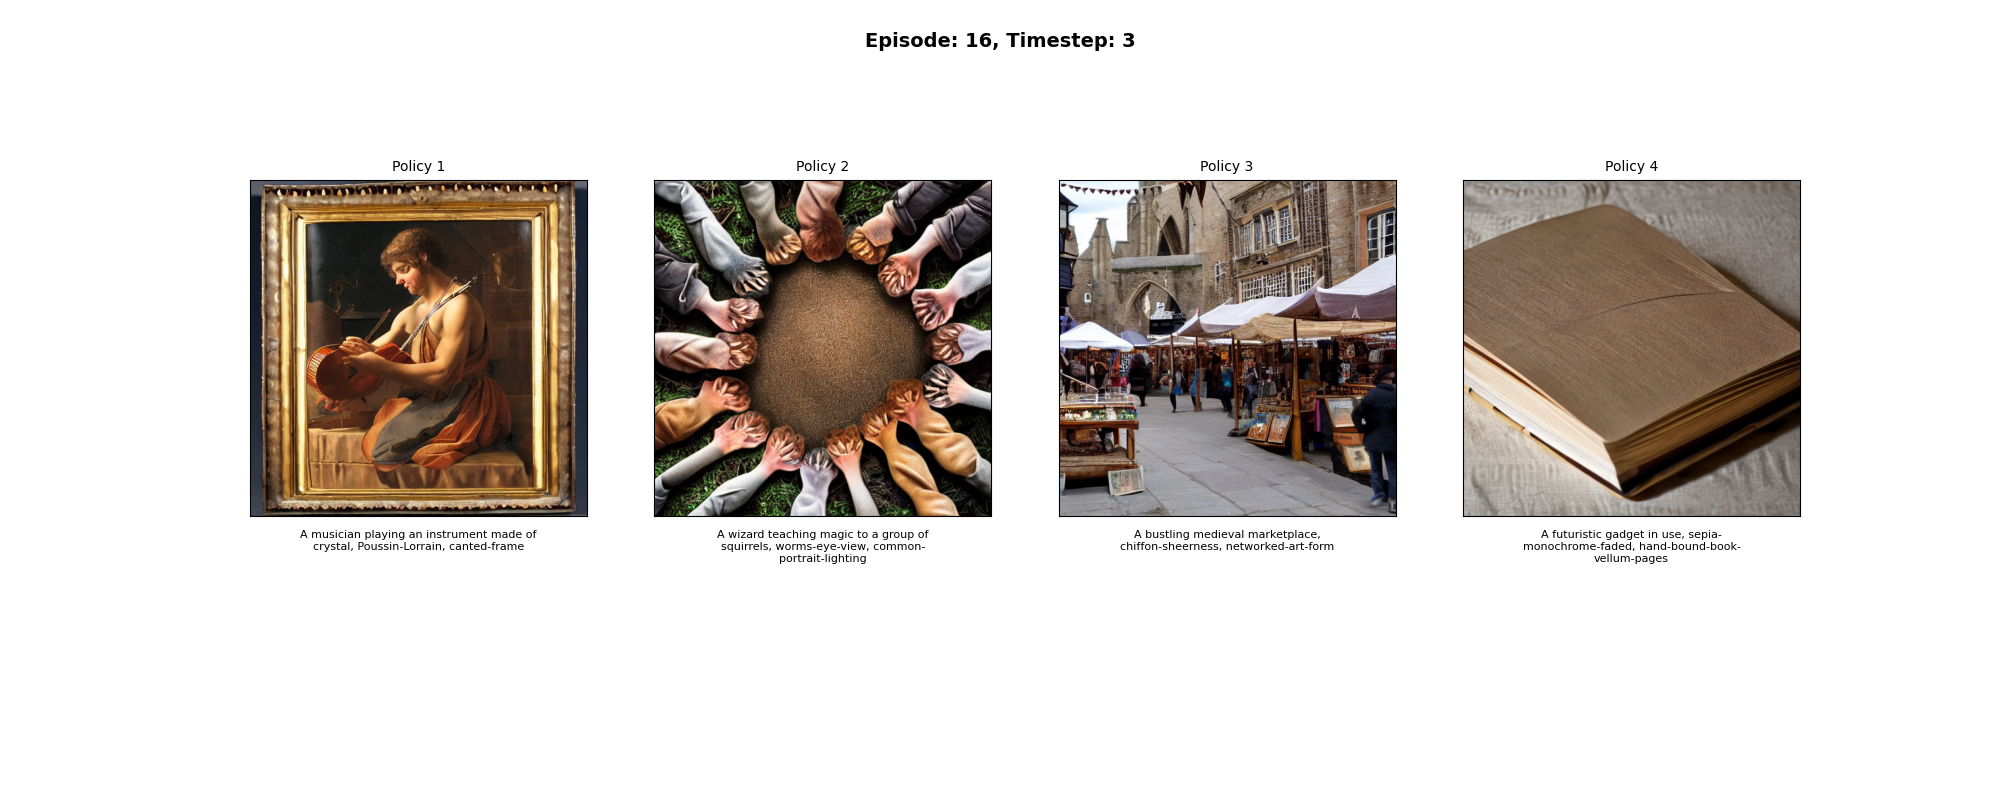 Episode: 16, Timestep: 3
Policy 1
A musician playing an instrument made of
crystal, Poussin-Lorrain, canted-frame
Policy 2
A wizard teaching magic to a group of
squirrels, worms-eye-view, common-
portrait-lighting
Policy 3
A bustling medieval marketplace,
chiffon-sheerness, networked-art-form
Policy 4
A futuristic gadget in use, sepia-
monochrome-faded, hand-bound-book-
vellum-pages